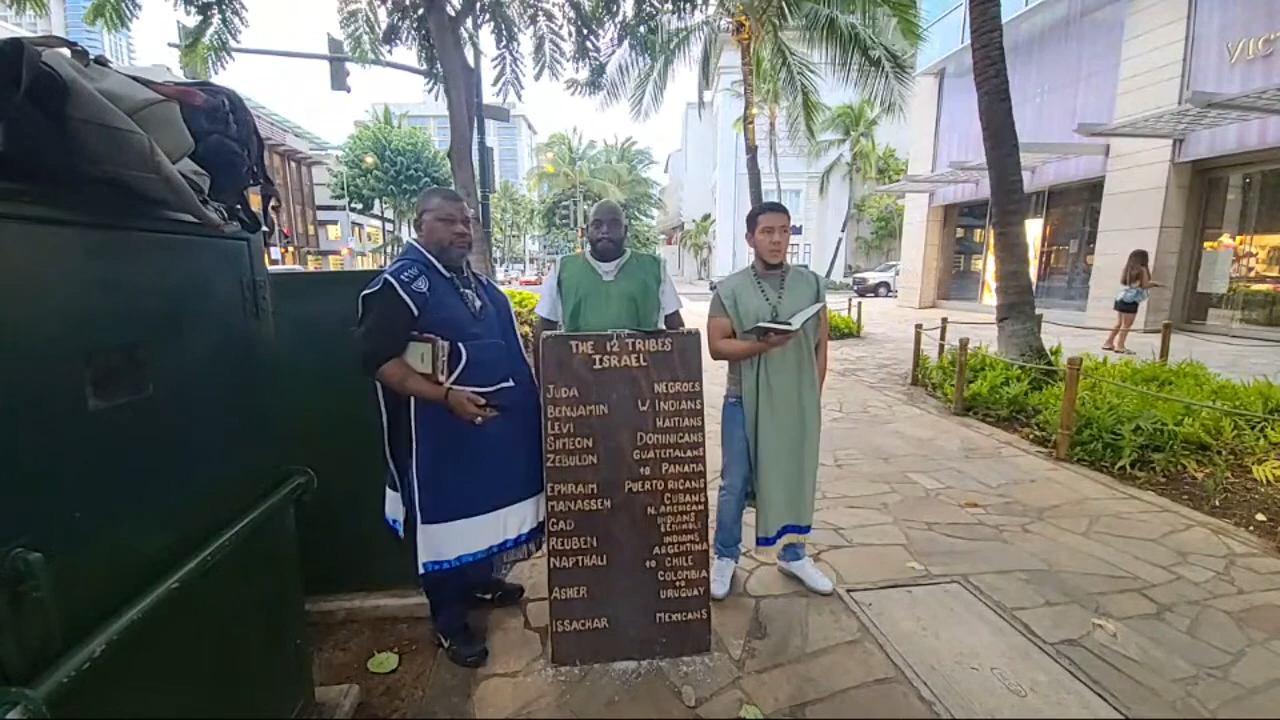 THE 12 TRIBES
ISRAEL
JUDA NEGROES
BENJAMIN W. INDIANS
LEVI HAITIANS
SIMEON DOMINICANS
ZEBULON GUATEMALANS
to PANAMA
EPHRAIM PUERTO RICANS
MANASSEH CUBANS
GAD N. AMERICAN
INDIANS
REUBEN SEMINOLE
INDIANS
NAPTHALI ARGENTINA
to CHILE
ASHER COLOMBIA
to
URUGUAY
ISSACHAR MEXICANS
VIC